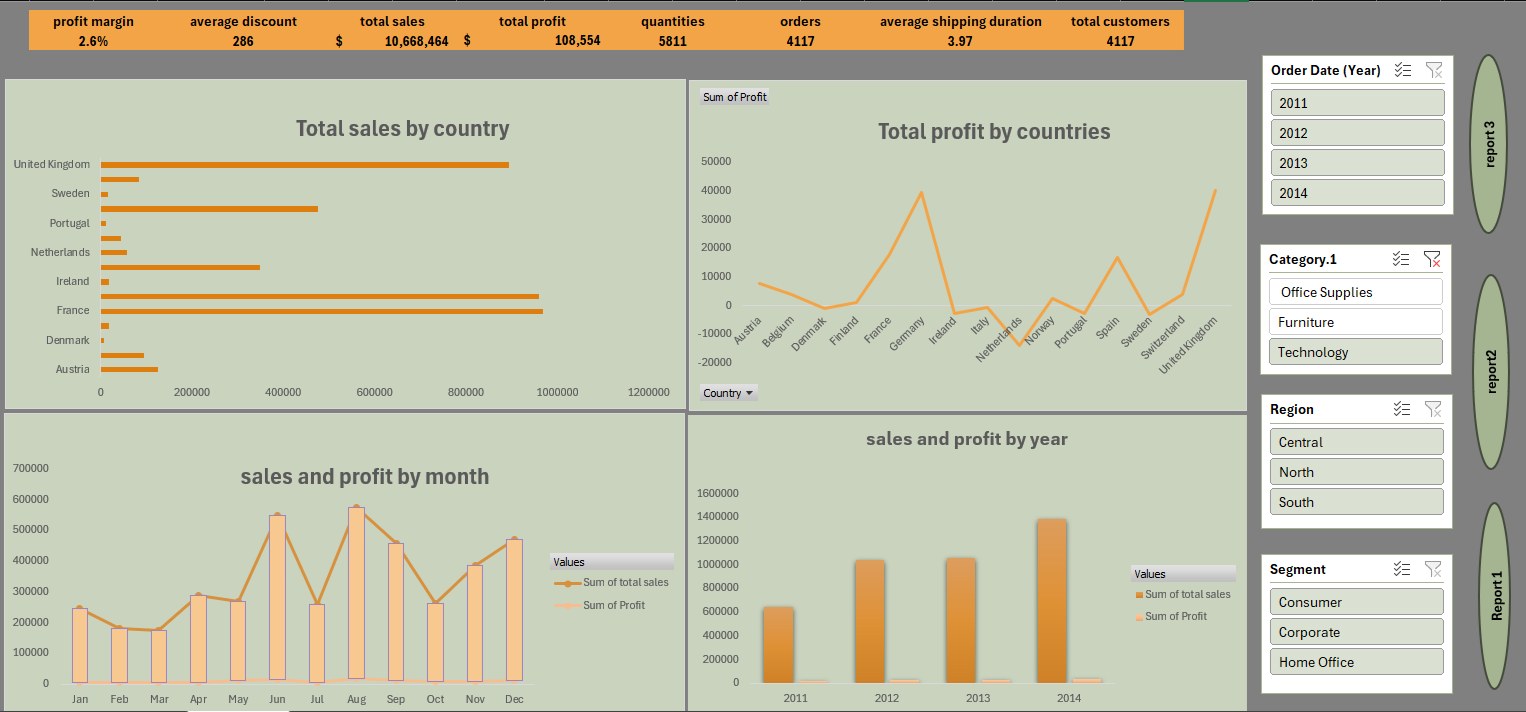 profit margin average discount total sales total profit quantities orders average shipping duration total customers
2.6% 286 $ 10,668,464 $ 108,554 5811 4117 3.97 4117
Total sales by country
United Kingdom
Sweden
Portugal
Netherlands
Ireland
France
Denmark
Austria
0 200000 400000 600000 800000 1000000 1200000
Sum of Profit
Total profit by countries
50000
40000
30000
20000
10000
0
-10000
-20000
Austria Belgium Denmark Finland France Germany Ireland Italy Netherlands Norway Portugal Spain Sweden Switzerland United Kingdom
Country
sales and profit by month
700000
600000
500000
400000
300000
200000
100000
0
Jan Feb Mar Apr May Jun Jul Aug Sep Oct Nov Dec
Values
Sum of total sales
Sum of Profit
sales and profit by year
1600000
1400000
1200000
1000000
800000
600000
400000
200000
0
2011 2012 2013 2014
Values
Sum of total sales
Sum of Profit
Order Date (Year)
2011
2012
2013
2014
Category.1
Office Supplies
Furniture
Technology
Region
Central
North
South
Segment
Consumer
Corporate
Home Office
report 3
report2
Report 1